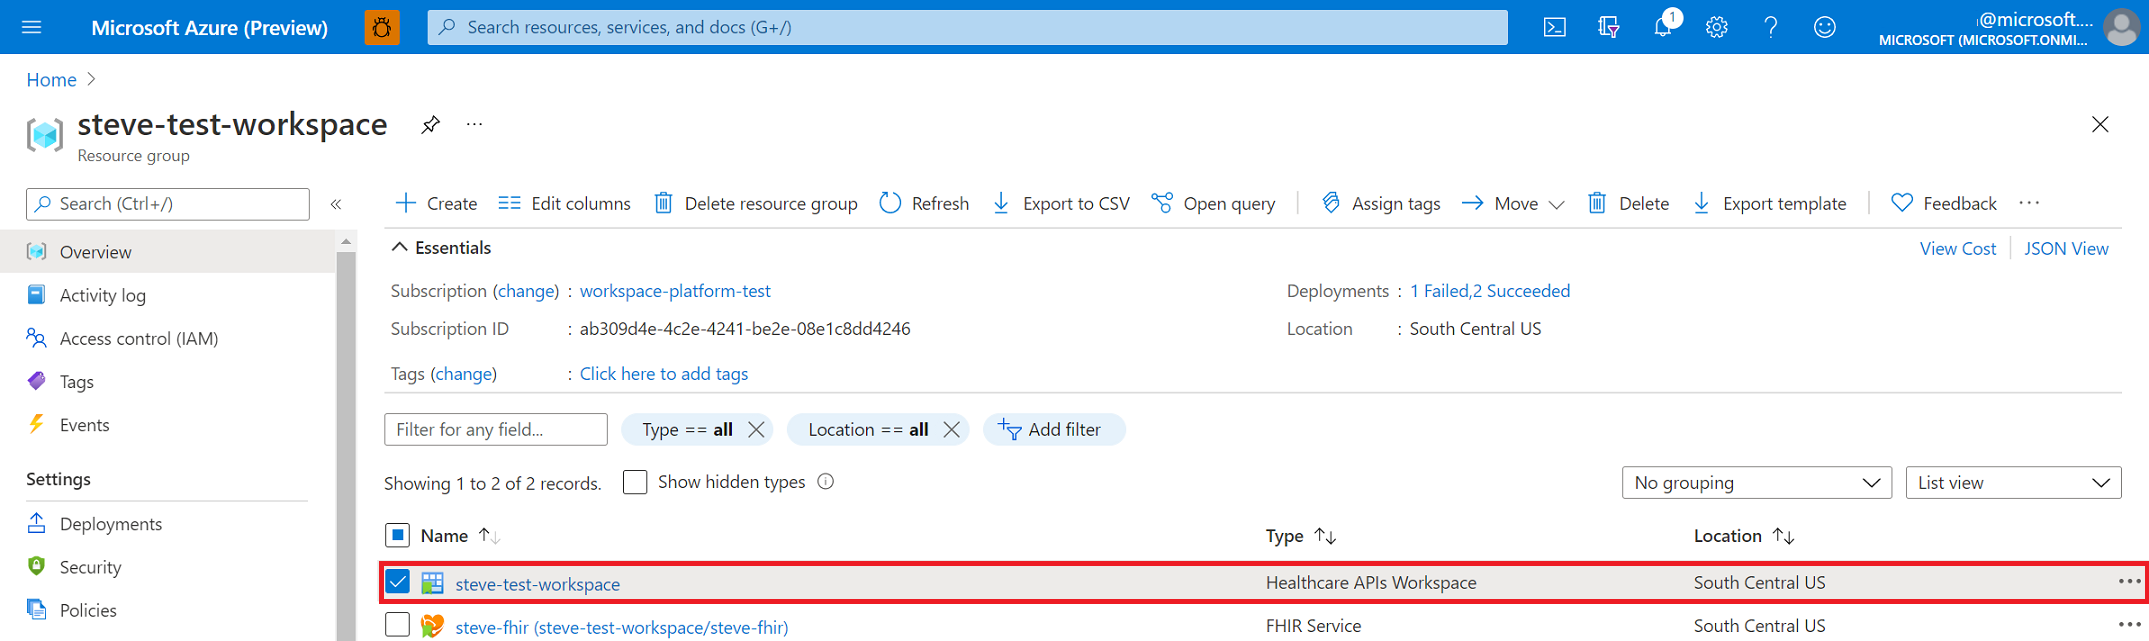 Microsoft Azure (Preview)
Search resources, services, and docs (G+/)
1
@microsoft....
MICROSOFT (MICROSOFT.ONMI...
Home
steve-test-workspace
...
Resource group
Search (Ctrl+/)
«
Create
Edit columns
Delete resource group
Refresh
Export to CSV
Open query
Assign tags
Move
Delete
Export template
Feedback
...
Overview
Activity log
Access control (IAM)
Tags
Events
Settings
Deployments
Security
Policies
Essentials
View Cost
JSON View
Subscription (change) : workspace-platform-test
Deployments : 1 Failed,2 Succeeded
Subscription ID : ab309d4e-4c2e-4241-be2e-08e1c8dd4246
Location : South Central US
Tags (change) : Click here to add tags
Filter for any field...
Type == all
Location == all
Add filter
Showing 1 to 2 of 2 records.
Show hidden types
No grouping
List view
Name
Type
Location
steve-test-workspace
Healthcare APIs Workspace
South Central US
...
steve-fhir (steve-test-workspace/steve-fhir)
FHIR Service
South Central US
...